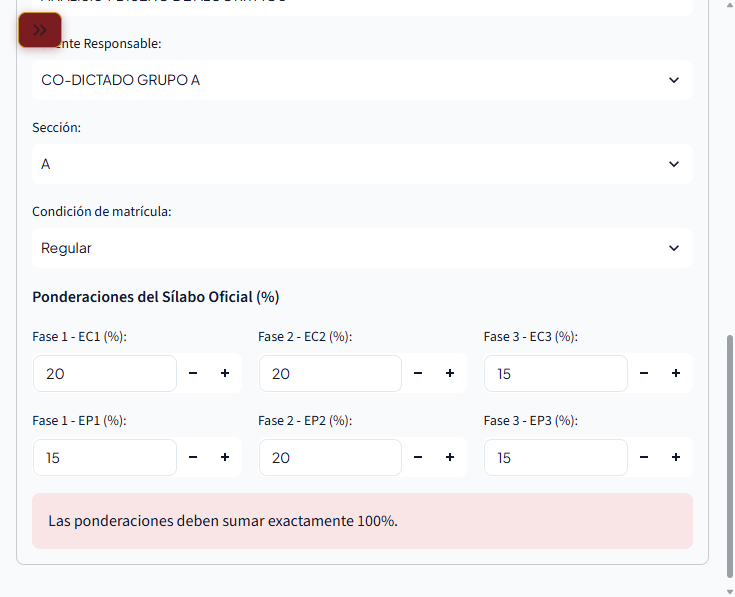 ente Responsable:
CO-DICTADO GRUPO A
Sección:
A
Condición de matrícula:
Regular
Ponderaciones del Sílabo Oficial (%)
Fase 1 - EC1 (%): Fase 2 - EC2 (%): Fase 3 - EC3 (%):
20 − + 20 − + 15 − +
Fase 1 - EP1 (%): Fase 2 - EP2 (%): Fase 3 - EP3 (%):
15 − + 20 − + 15 − +
Las ponderaciones deben sumar exactamente 100%.